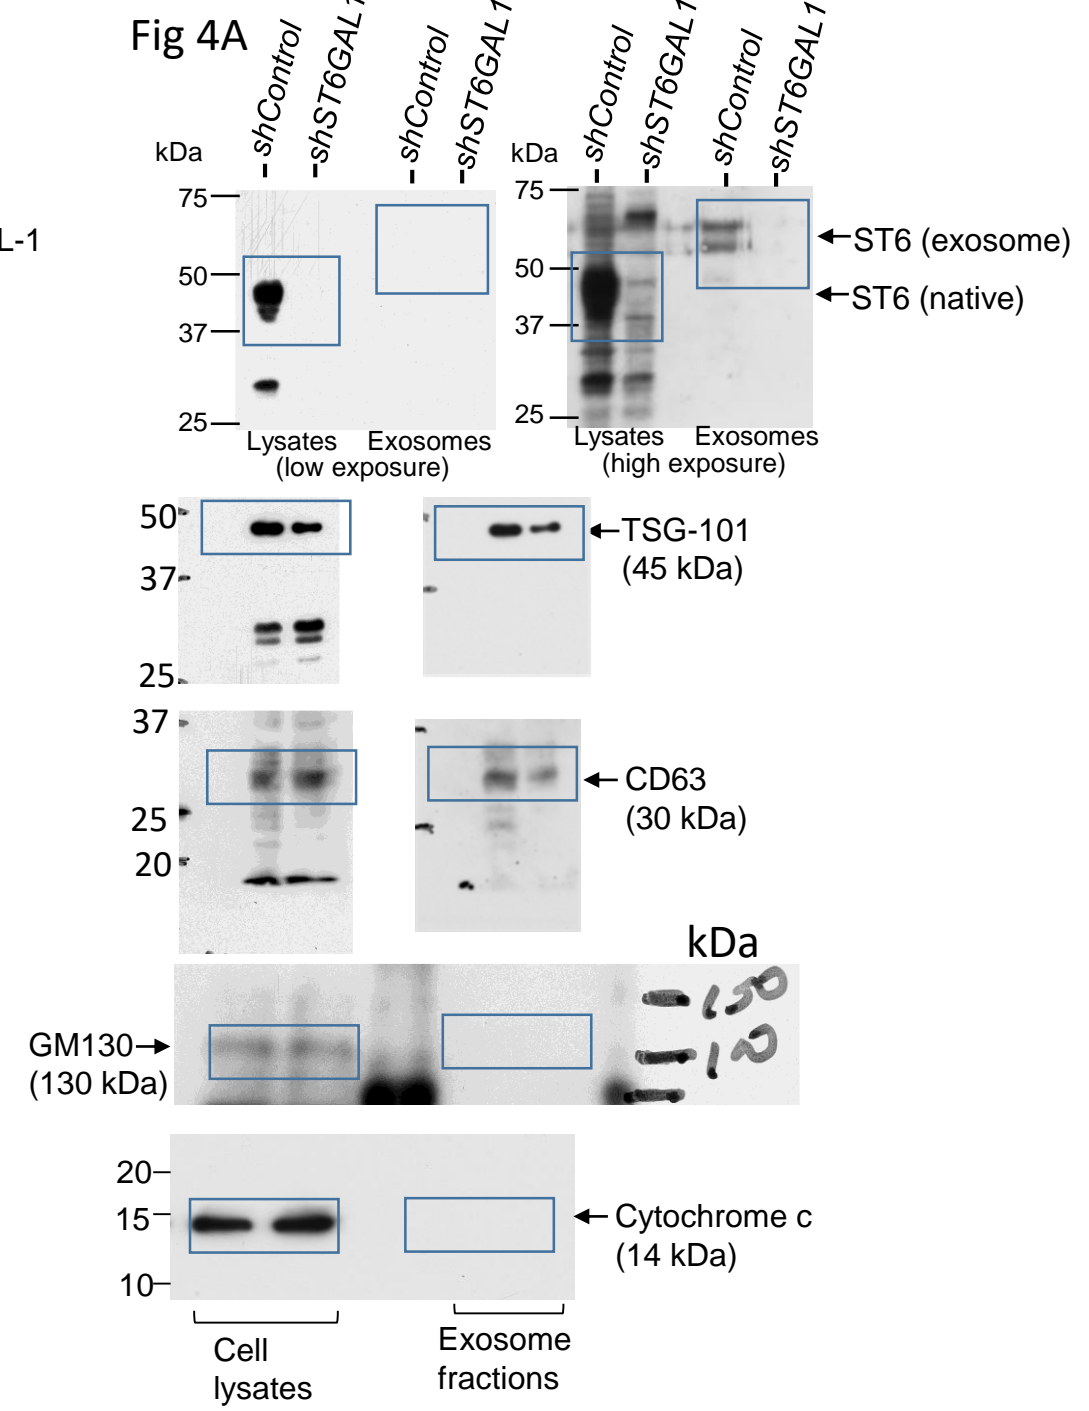 Fig 4A
shControl
shST6GAL1
shControl
shST6GAL1
shControl
shST6GAL1
shControl
shST6GAL1
kDa
kDa
75
75
L-1
ST6 (exosome)
50
50
ST6 (native)
37
37
25
25
Lysates Exosomes
(low exposure)
Lysates Exosomes
(high exposure)
50
TSG-101
(45 kDa)
37
25
37
CD63
(30 kDa)
25
20
kDa
130
GM130
(130 kDa)
20
15
Cytochrome c
(14 kDa)
10
Cell
lysates
Exosome
fractions